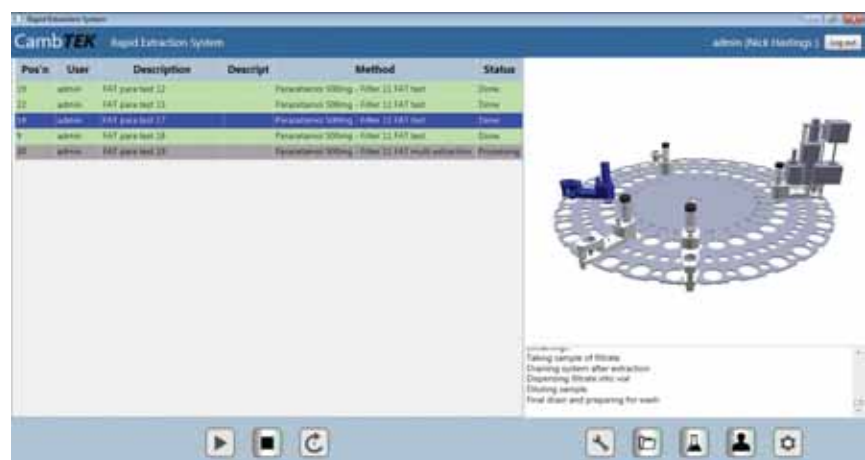 Rapid Extraction System
CambTEK Rapid Extraction System admin (Nick Hastings) Log out
Pos'n User Description Descript Method Status
admin FAT para test 12 Paracetamol 500mg - Filter 11 FAT test Done
admin FAT para test 15 Paracetamol 500mg - Filter 11 FAT test Done
admin FAT para test 17 Paracetamol 500mg - Filter 11 FAT test Done
9 admin FAT para test 18 Paracetamol 500mg - Filter 11 FAT test Done
admin FAT para test 19 Paracetamol 500mg - Filter 11 FAT multi extraction Processing
Taking sample of filtrate
Draining system after extraction
Dispensing filtrate into vial
Diluting sample
Final drain and preparing for wash